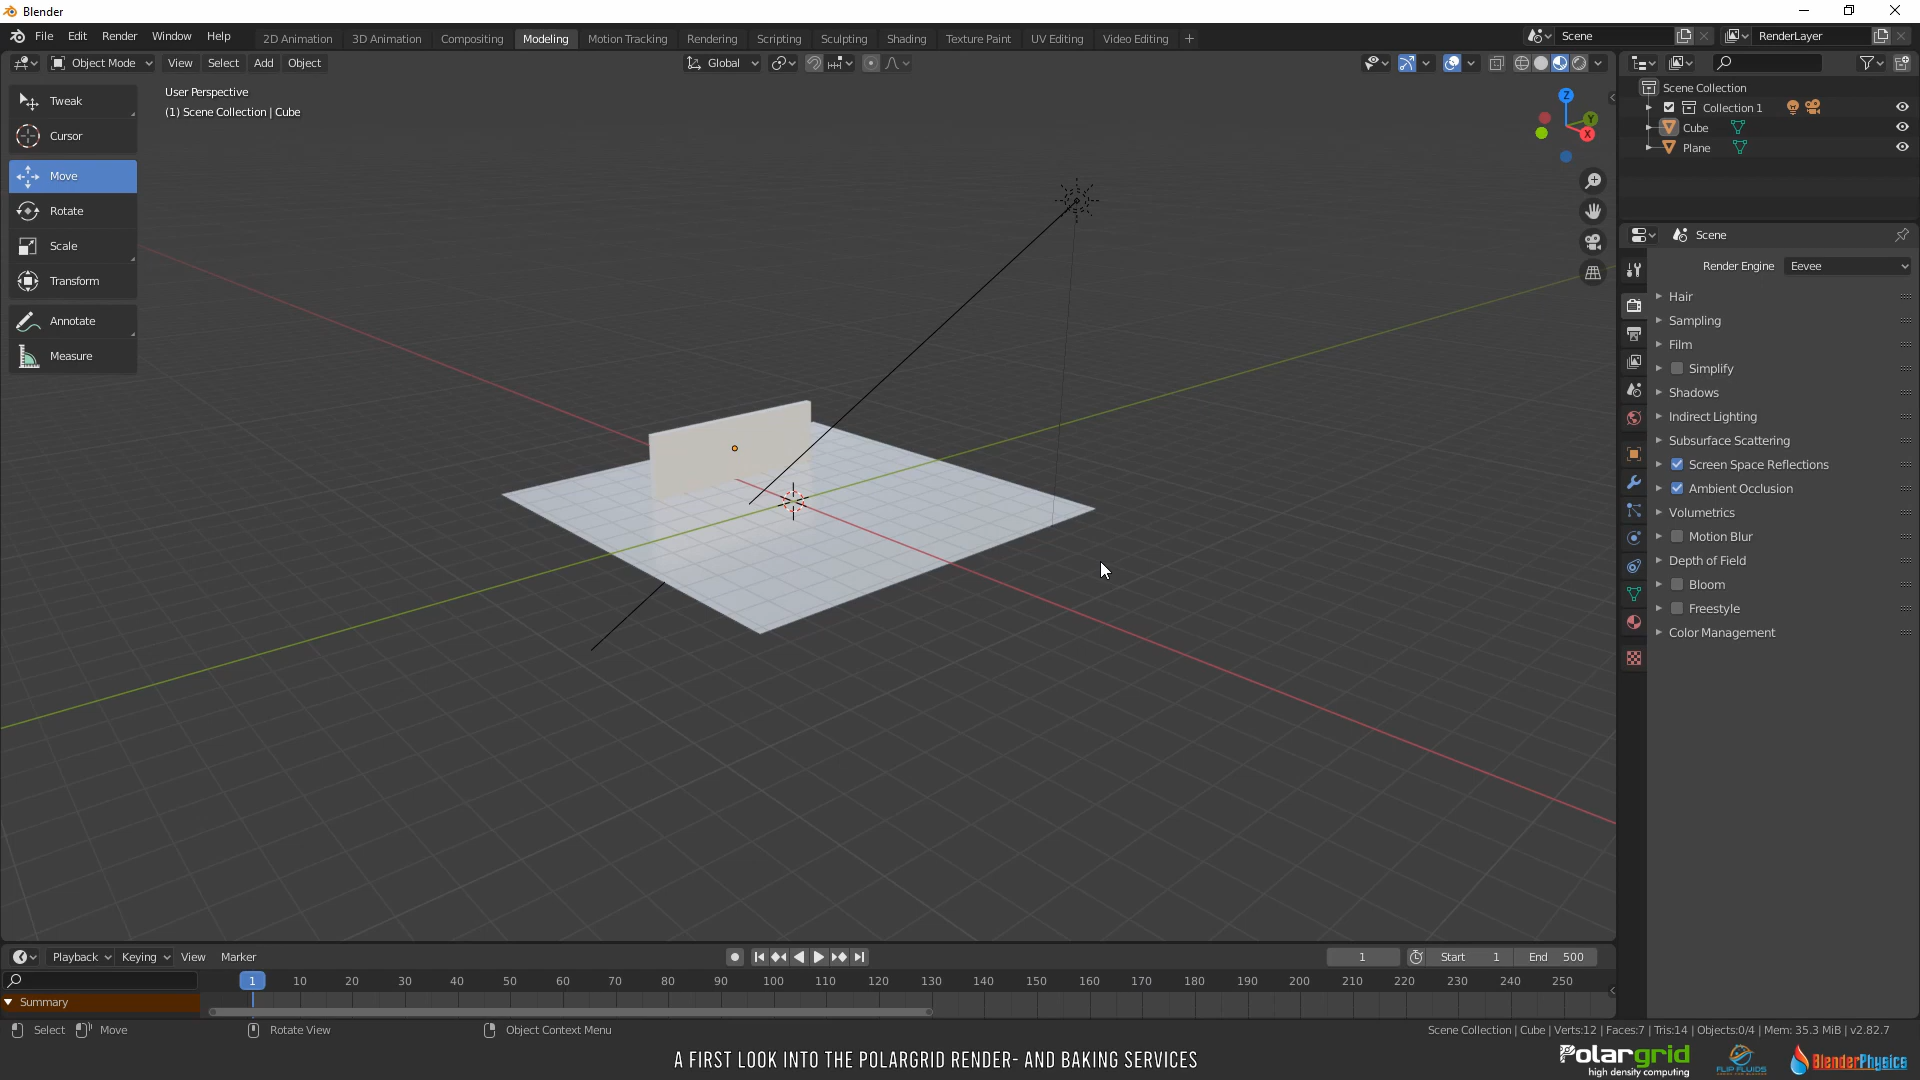 Blender
File Edit Render Window Help
2D Animation 3D Animation Compositing Modeling Motion Tracking Rendering Scripting Sculpting Shading Texture Paint UV Editing Video Editing +
Scene
RenderLayer
Object Mode View Select Add Object
Global
User Perspective
(1) Scene Collection | Cube
Tweak
Cursor
Move
Rotate
Scale
Transform
Annotate
Measure
Z
Y
X
Scene Collection
Collection 1
Cube
Plane
Scene
Render Engine Eevee
Hair
Sampling
Film
Simplify
Shadows
Indirect Lighting
Subsurface Scattering
Screen Space Reflections
Ambient Occlusion
Volumetrics
Motion Blur
Depth of Field
Bloom
Freestyle
Color Management
Playback Keying View Marker
1 Start 1 End 500
1 10 20 30 40 50 60 70 80 90 100 110 120 130 140 150 160 170 180 190 200 210 220 230 240 250
Summary
Select Move Rotate View Object Context Menu
Scene Collection | Cube | Verts:12 | Faces:7 | Tris:14 | Objects:0/4 | Mem: 35.3 MiB | v2.82.7
A FIRST LOOK INTO THE POLARGRID RENDER- AND BAKING SERVICES
Polargrid
high density computing
FLIP FLUIDS
BlenderPhysics